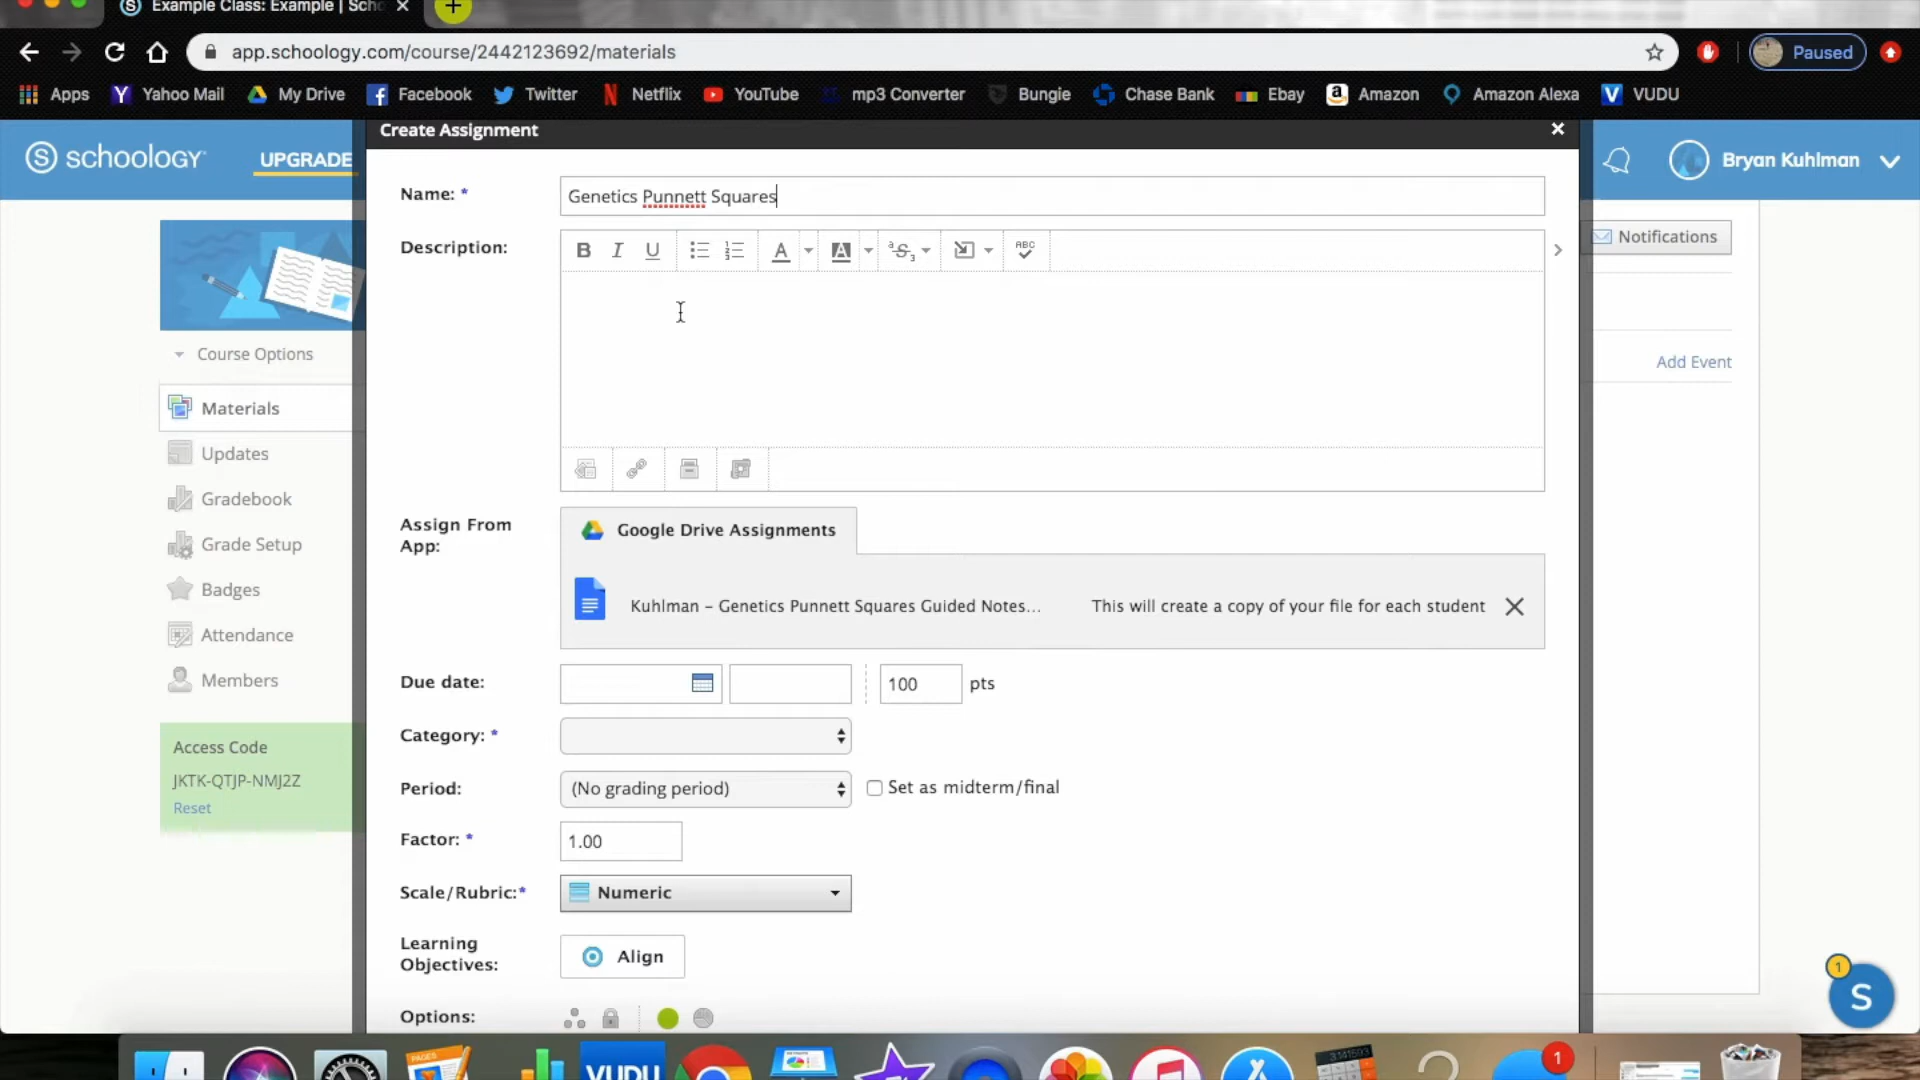 Example Class: Example | Scho
app.schoology.com/course/2442123692/materials
Paused
Apps
Yahoo Mail
My Drive
Facebook
Twitter
Netflix
YouTube
mp3 Converter
Bungie
Chase Bank
Ebay
Amazon
Amazon Alexa
VUDU
Create Assignment
schoology
UPGRADE
Bryan Kuhlman
Name: *
Genetics Punnett Squares
Description:
B I U
ABC
Notifications
Course Options
Add Event
Materials
Updates
Gradebook
Grade Setup
Badges
Attendance
Members
Assign From
App:
Google Drive Assignments
Kuhlman – Genetics Punnett Squares Guided Notes...
This will create a copy of your file for each student
Due date:
100 pts
Category: *
Access Code
JKTK-QTJP-NMJ2Z
Reset
Period:
(No grading period)
Set as midterm/final
Factor: *
1.00
Scale/Rubric:*
Numeric
Learning
Objectives:
Align
Options:
1
S
PAGES
VUDU
3.141593
1